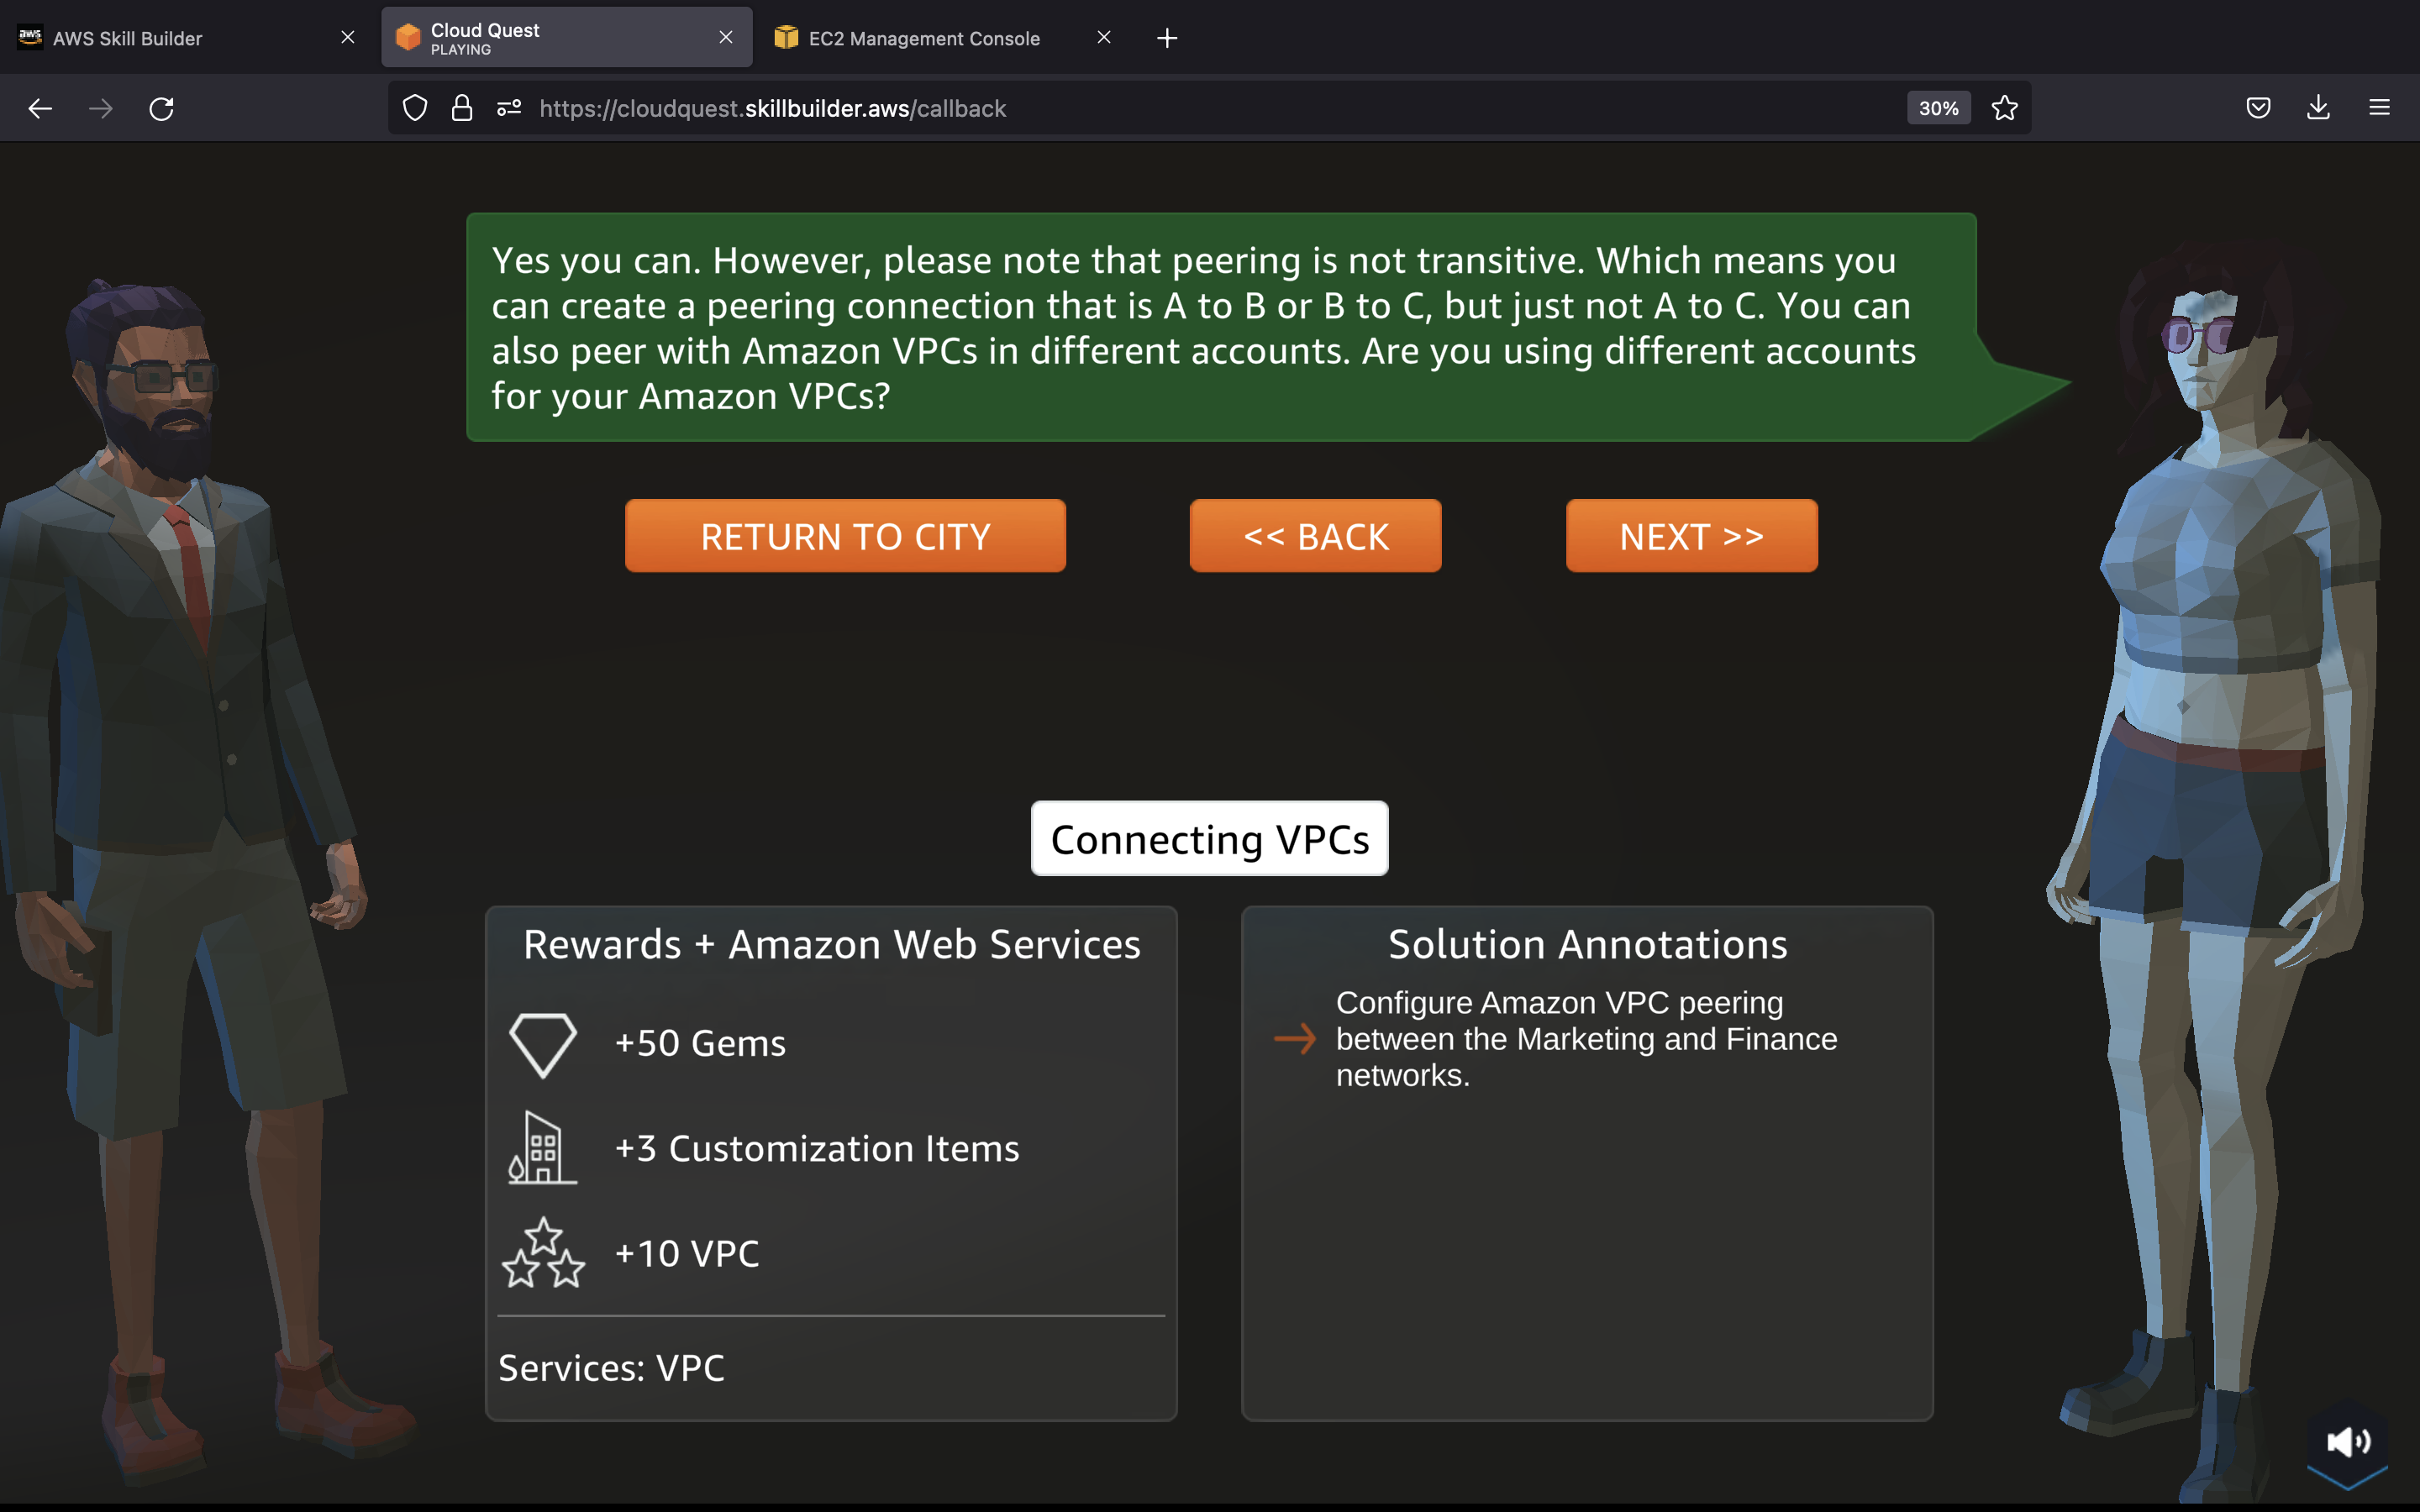 aws AWS Skill Builder
Cloud Quest
PLAYING
EC2 Management Console
https://cloudquest.skillbuilder.aws/callback
30%
Yes you can. However, please note that peering is not transitive. Which means you
can create a peering connection that is A to B or B to C, but just not A to C. You can
also peer with Amazon VPCs in different accounts. Are you using different accounts
for your Amazon VPCs?
RETURN TO CITY
<< BACK
NEXT >>
Connecting VPCs
Rewards + Amazon Web Services
+50 Gems
+3 Customization Items
+10 VPC
Services: VPC
Solution Annotations
Configure Amazon VPC peering
between the Marketing and Finance
networks.